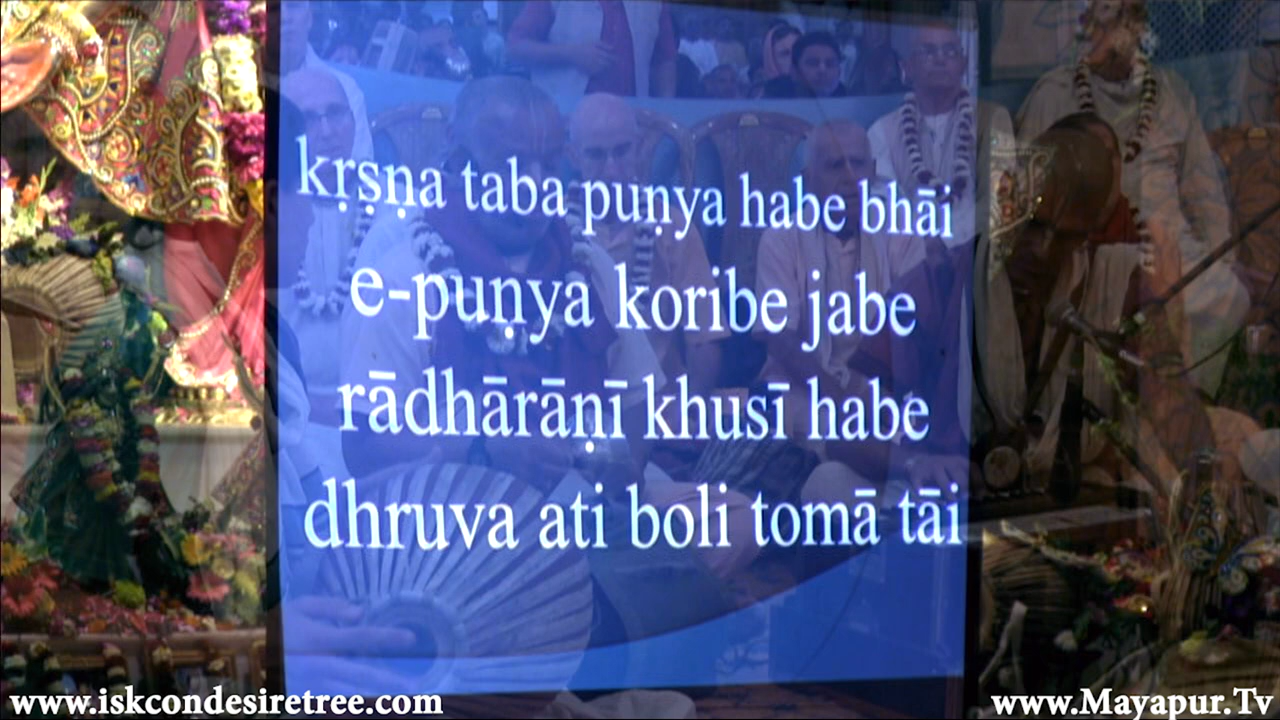 kṛṣṇa taba puṇya habe bhāi
e-puṇya koribe jabe
rādhārāṇī khusī habe
dhruva ati boli tomā tāi
www.iskcondesiretree.com
www.Mayapur.Tv